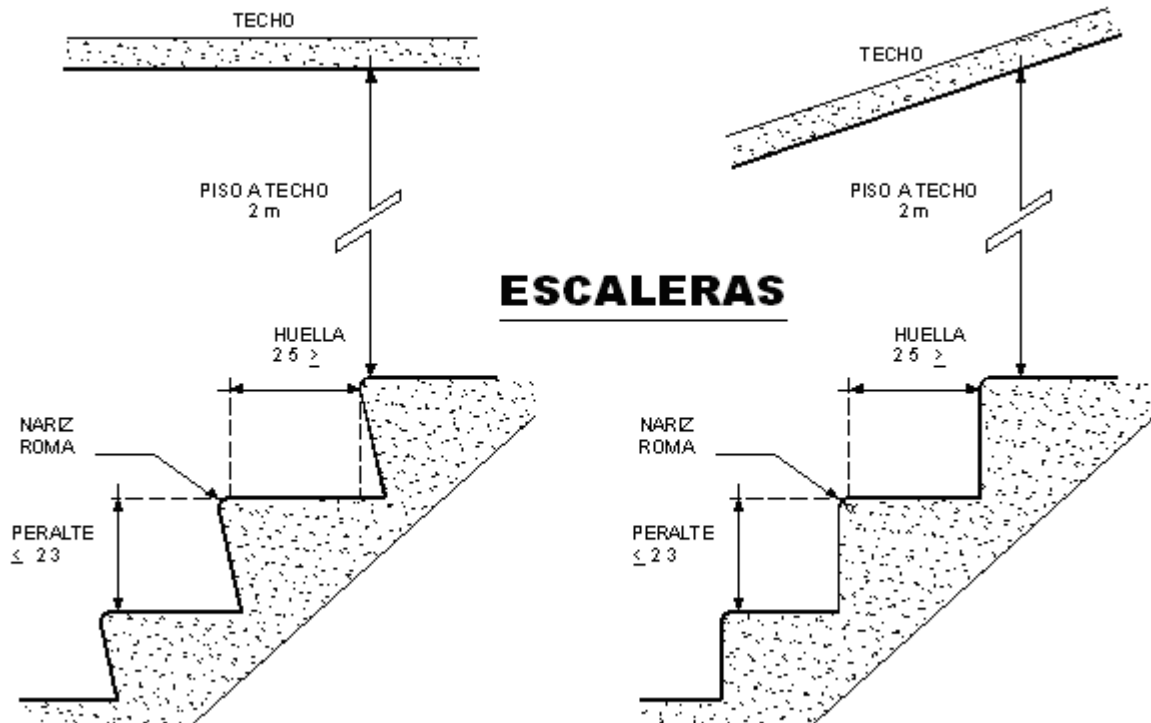 TECHO
PISO A TECHO
2 m
HUELLA
25 ≥
NARIZ
ROMA
PERALTE
≤ 23
ESCALERAS
TECHO
PISO A TECHO
2 m
HUELLA
25 ≥
NARIZ
ROMA
PERALTE
≤ 23